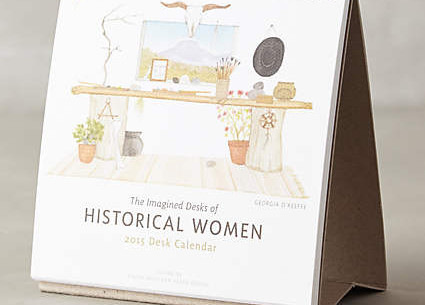 GEORGIA O'KEEFFE
The Imagined Desks of
HISTORICAL WOMEN
2015 Desk Calendar